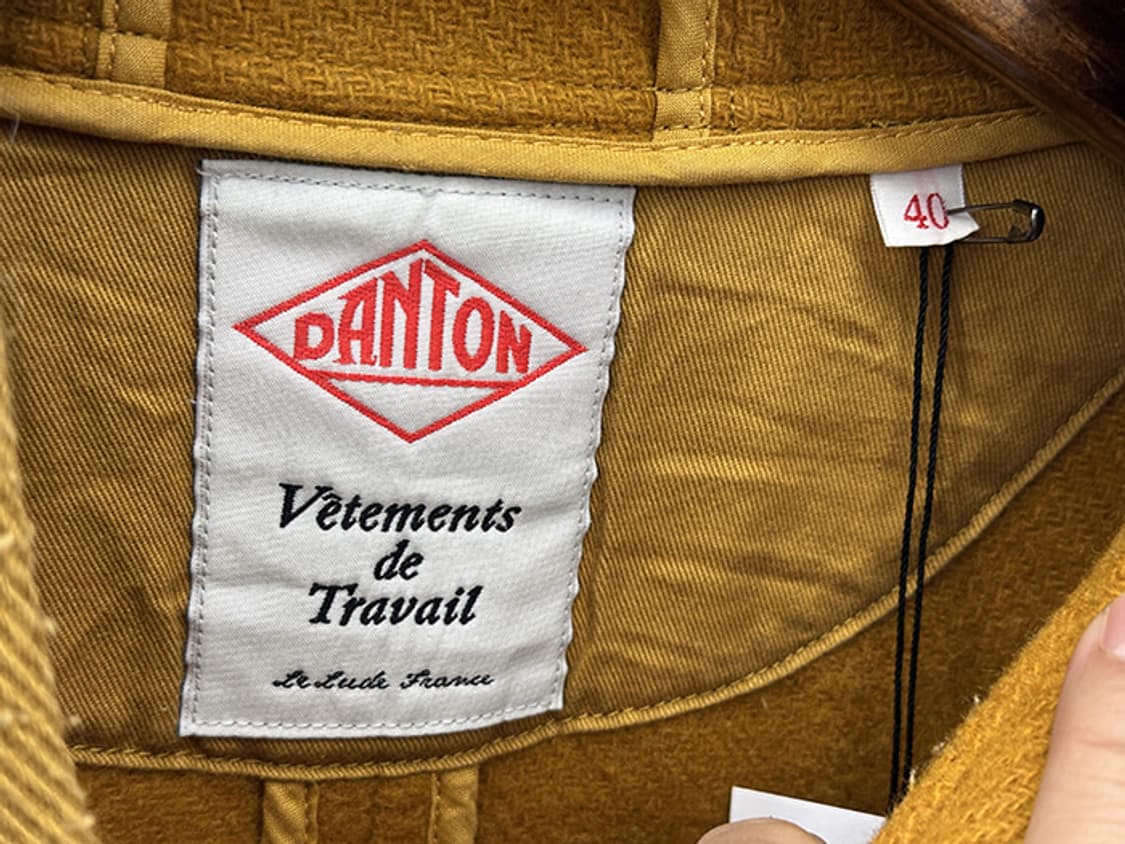 DANTON
Vêtements
de
Travail
Le Lude France
40